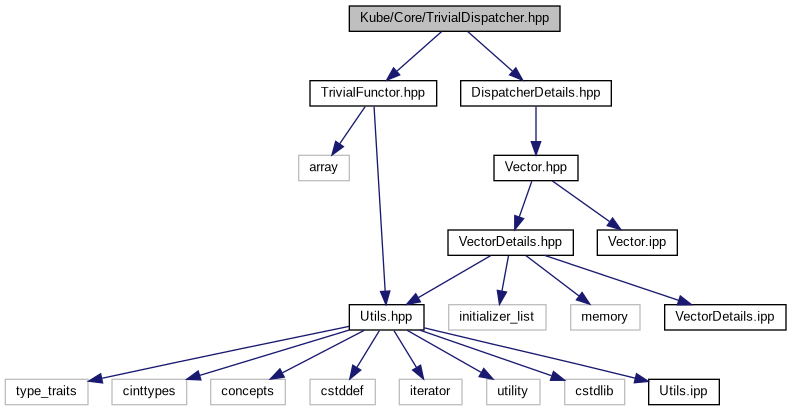 Kube/Core/TrivialDispatcher.hpp
TrivialFunctor.hpp
DispatcherDetails.hpp
array
Vector.hpp
VectorDetails.hpp
Vector.ipp
Utils.hpp
initializer_list
memory
VectorDetails.ipp
type_traits
cinttypes
concepts
cstddef
iterator
utility
cstdlib
Utils.ipp